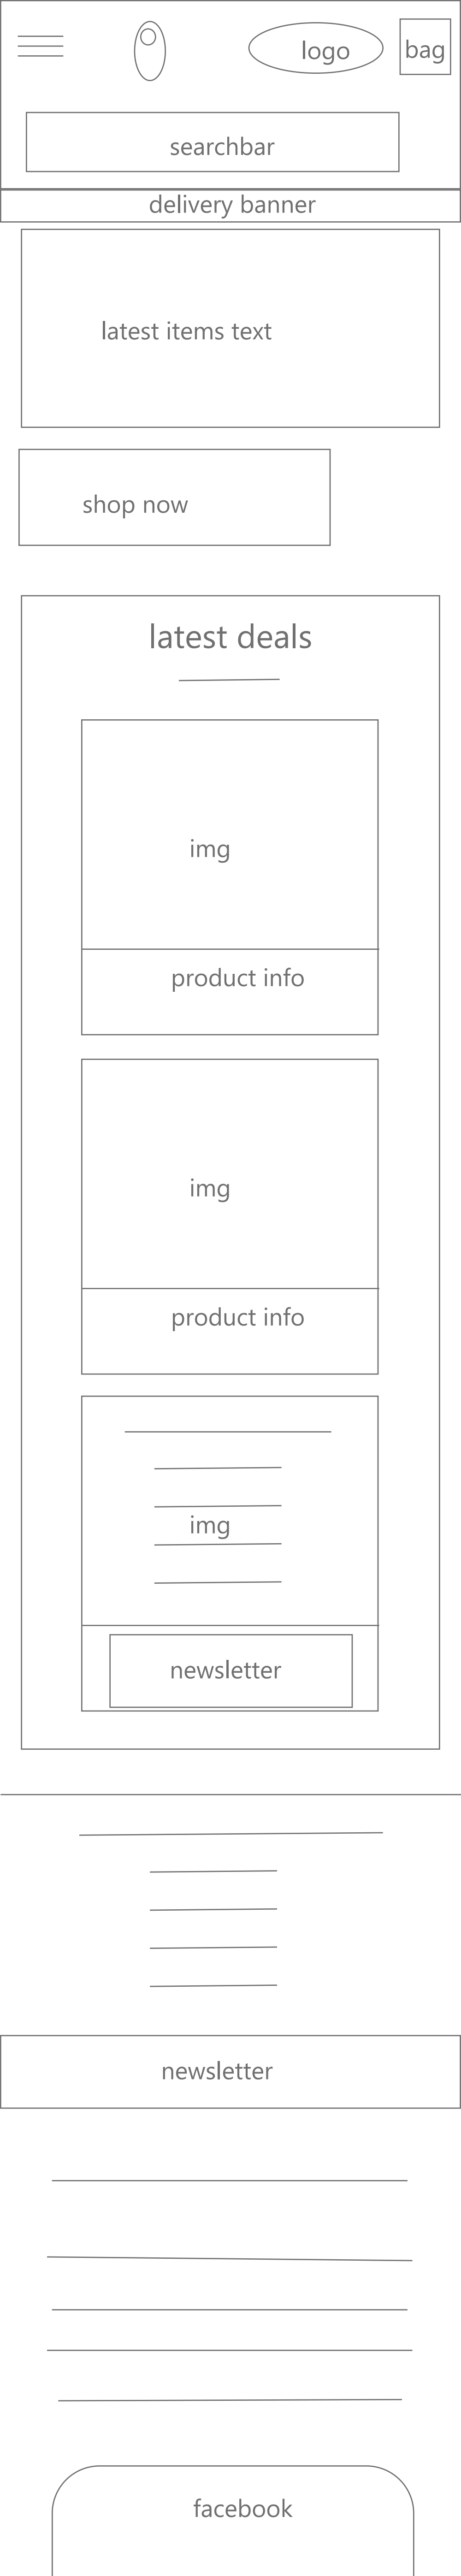 logo
bag
searchbar
delivery banner
latest items text
shop now
latest deals
img
product info
img
product info
img
newsletter
newsletter
facebook